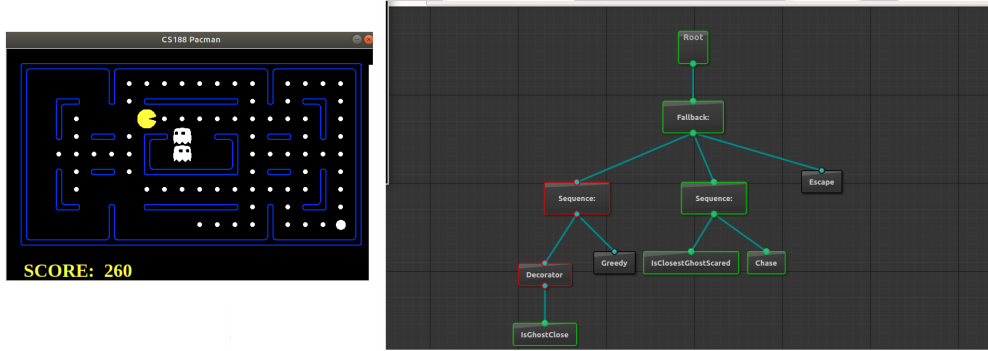 CS188 Pacman
SCORE: 260
Root
Fallback:
Sequence:
Sequence:
Escape
Decorator
Greedy
IsClosestGhostScared
Chase
IsGhostClose